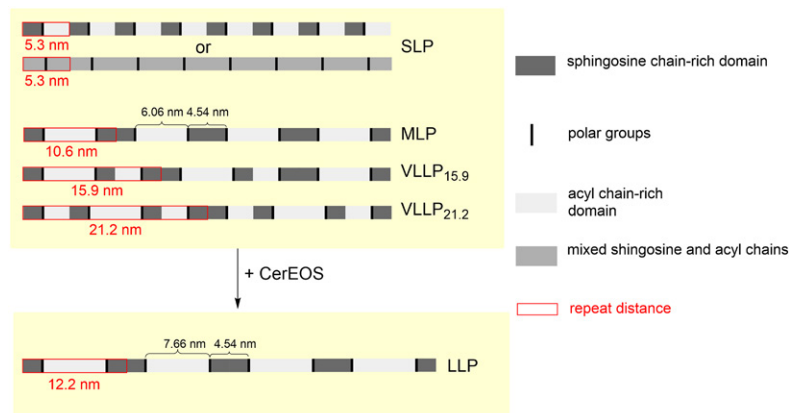 5.3 nm
or
SLP
5.3 nm
6.06 nm 4.54 nm
MLP
10.6 nm
VLLP15.9
15.9 nm
VLLP21.2
21.2 nm
+ CerEOS
7.66 nm 4.54 nm
LLP
12.2 nm
sphingosine chain-rich domain
polar groups
acyl chain-rich
domain
mixed shingosine and acyl chains
repeat distance